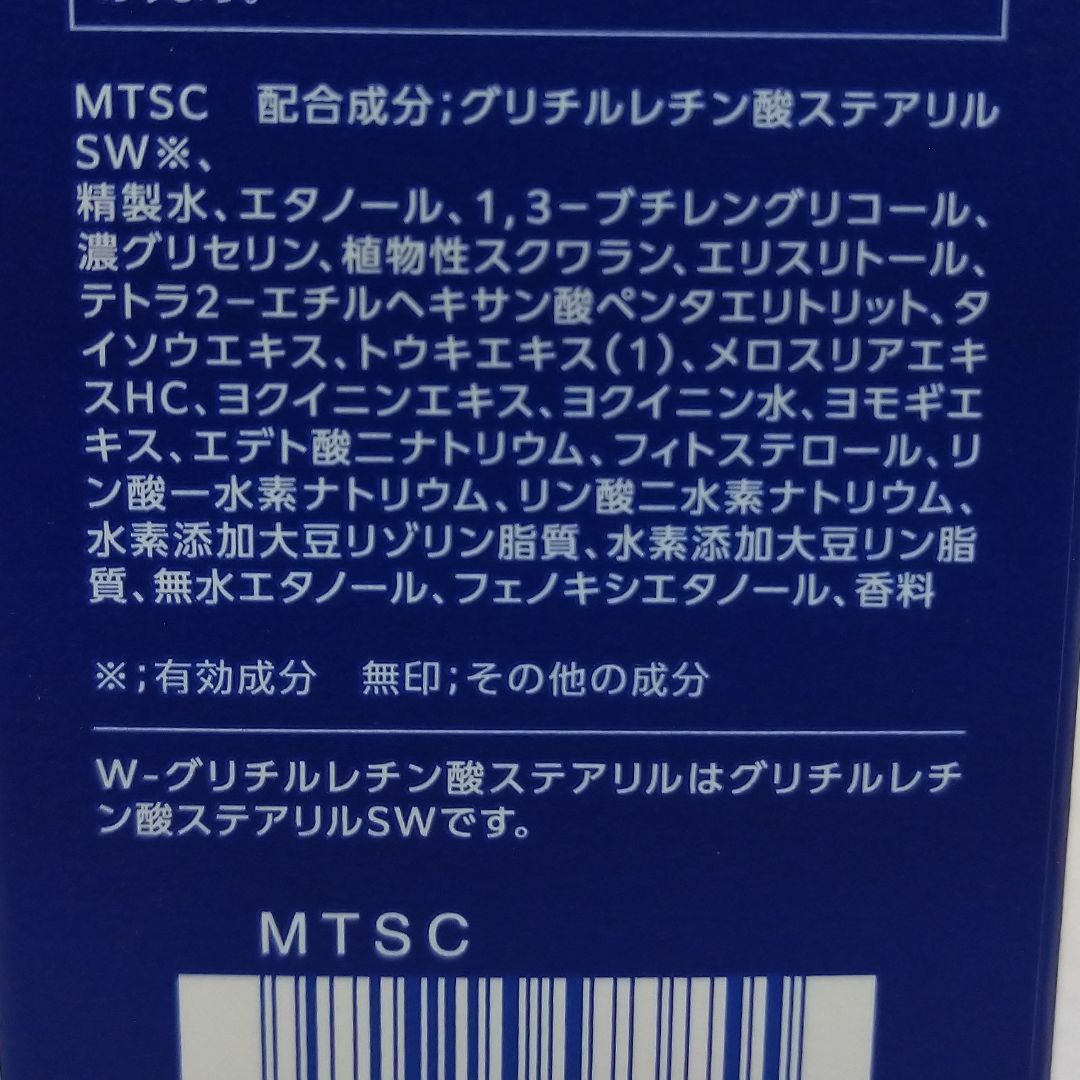 MTSC 配合成分;グリチルレチン酸ステアリル
SW※、
精製水、エタノール、1,3−ブチレングリコール、
濃グリセリン、植物性スクワラン、エリスリトール、
テトラ2−エチルヘキサン酸ペンタエリトリット、タ
イソウエキス、トウキエキス(1)、メロスリアエキ
スHC、ヨクイニンエキス、ヨクイニン水、ヨモギエ
キス、エデト酸二ナトリウム、フィトステロール、リ
ン酸一水素ナトリウム、リン酸二水素ナトリウム、
水素添加大豆リゾリン脂質、水素添加大豆リン脂
質、無水エタノール、フェノキシエタノール、香料
※;有効成分 無印;その他の成分
W-グリチルレチン酸ステアリルはグリチルレチ
ン酸ステアリルSWです。
MTSC